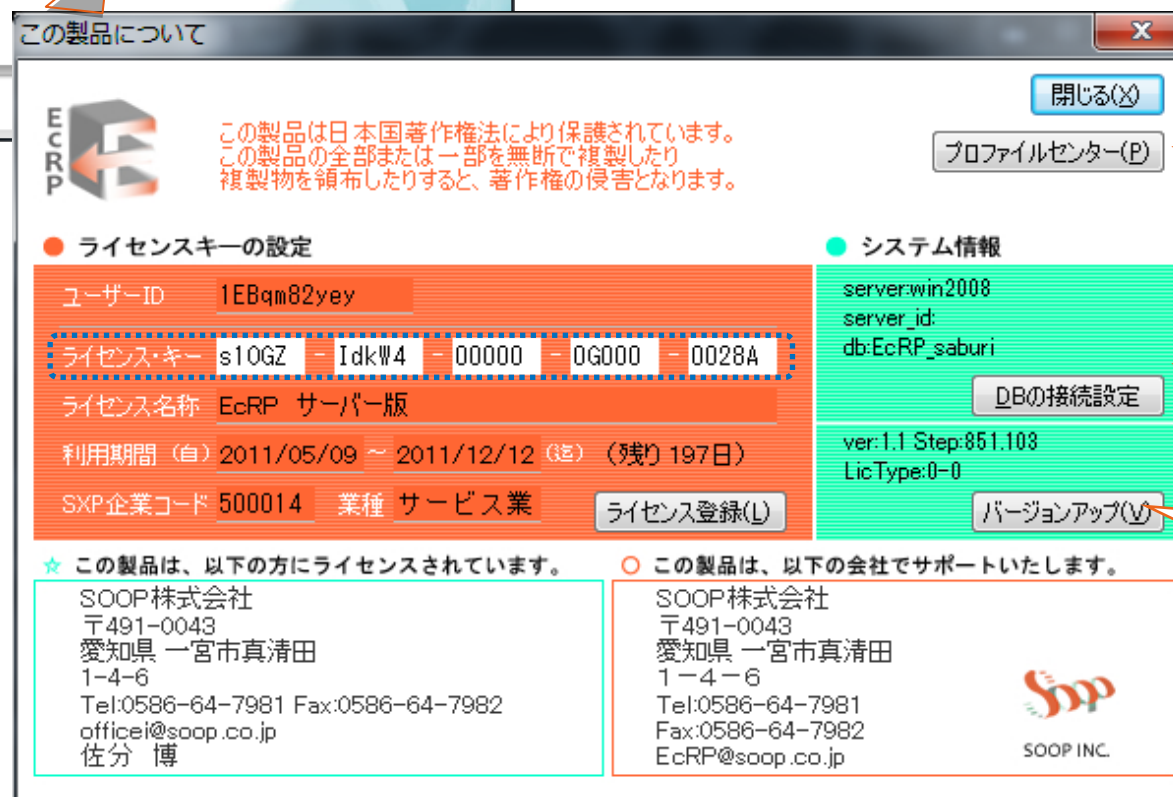 この製品について
x
閉じる(X)
ECRP
この製品は日本国著作権法により保護されています。
この製品の全部または一部を無断で複製したり
複製物を頒布したりすると、著作権の侵害となります。
プロファイルセンター(P)
ライセンスキーの設定
システム情報
ユーザーID 1EBqm82yey
ライセンス・キー s1OGZ - IdkW4 - 00000 - 0G000 - 0028A
ライセンス名称 EcRP サーバー版
利用期間（自）2011/05/09 ~ 2011/12/12（迄）（残り 197日）
SXP企業コード 500014 業種 サービス業
ライセンス登録(L)
server:win2008
server_id:
db:EcRP_saburi
DBの接続設定
ver:1.1 Step:851.103
LicType:0-0
バージョンアップ(V)
☆ この製品は、以下の方にライセンスされています。
SOOP株式会社
〒491-0043
愛知県 一宮市真清田
1-4-6
Tel:0586-64-7981 Fax:0586-64-7982
officei@soop.co.jp
佐分 博
○ この製品は、以下の会社でサポートいたします。
SOOP株式会社
〒491-0043
愛知県 一宮市真清田
1－4－6
Tel:0586-64-7981
Fax:0586-64-7982
EcRP@soop.co.jp
Soop
SOOP INC.